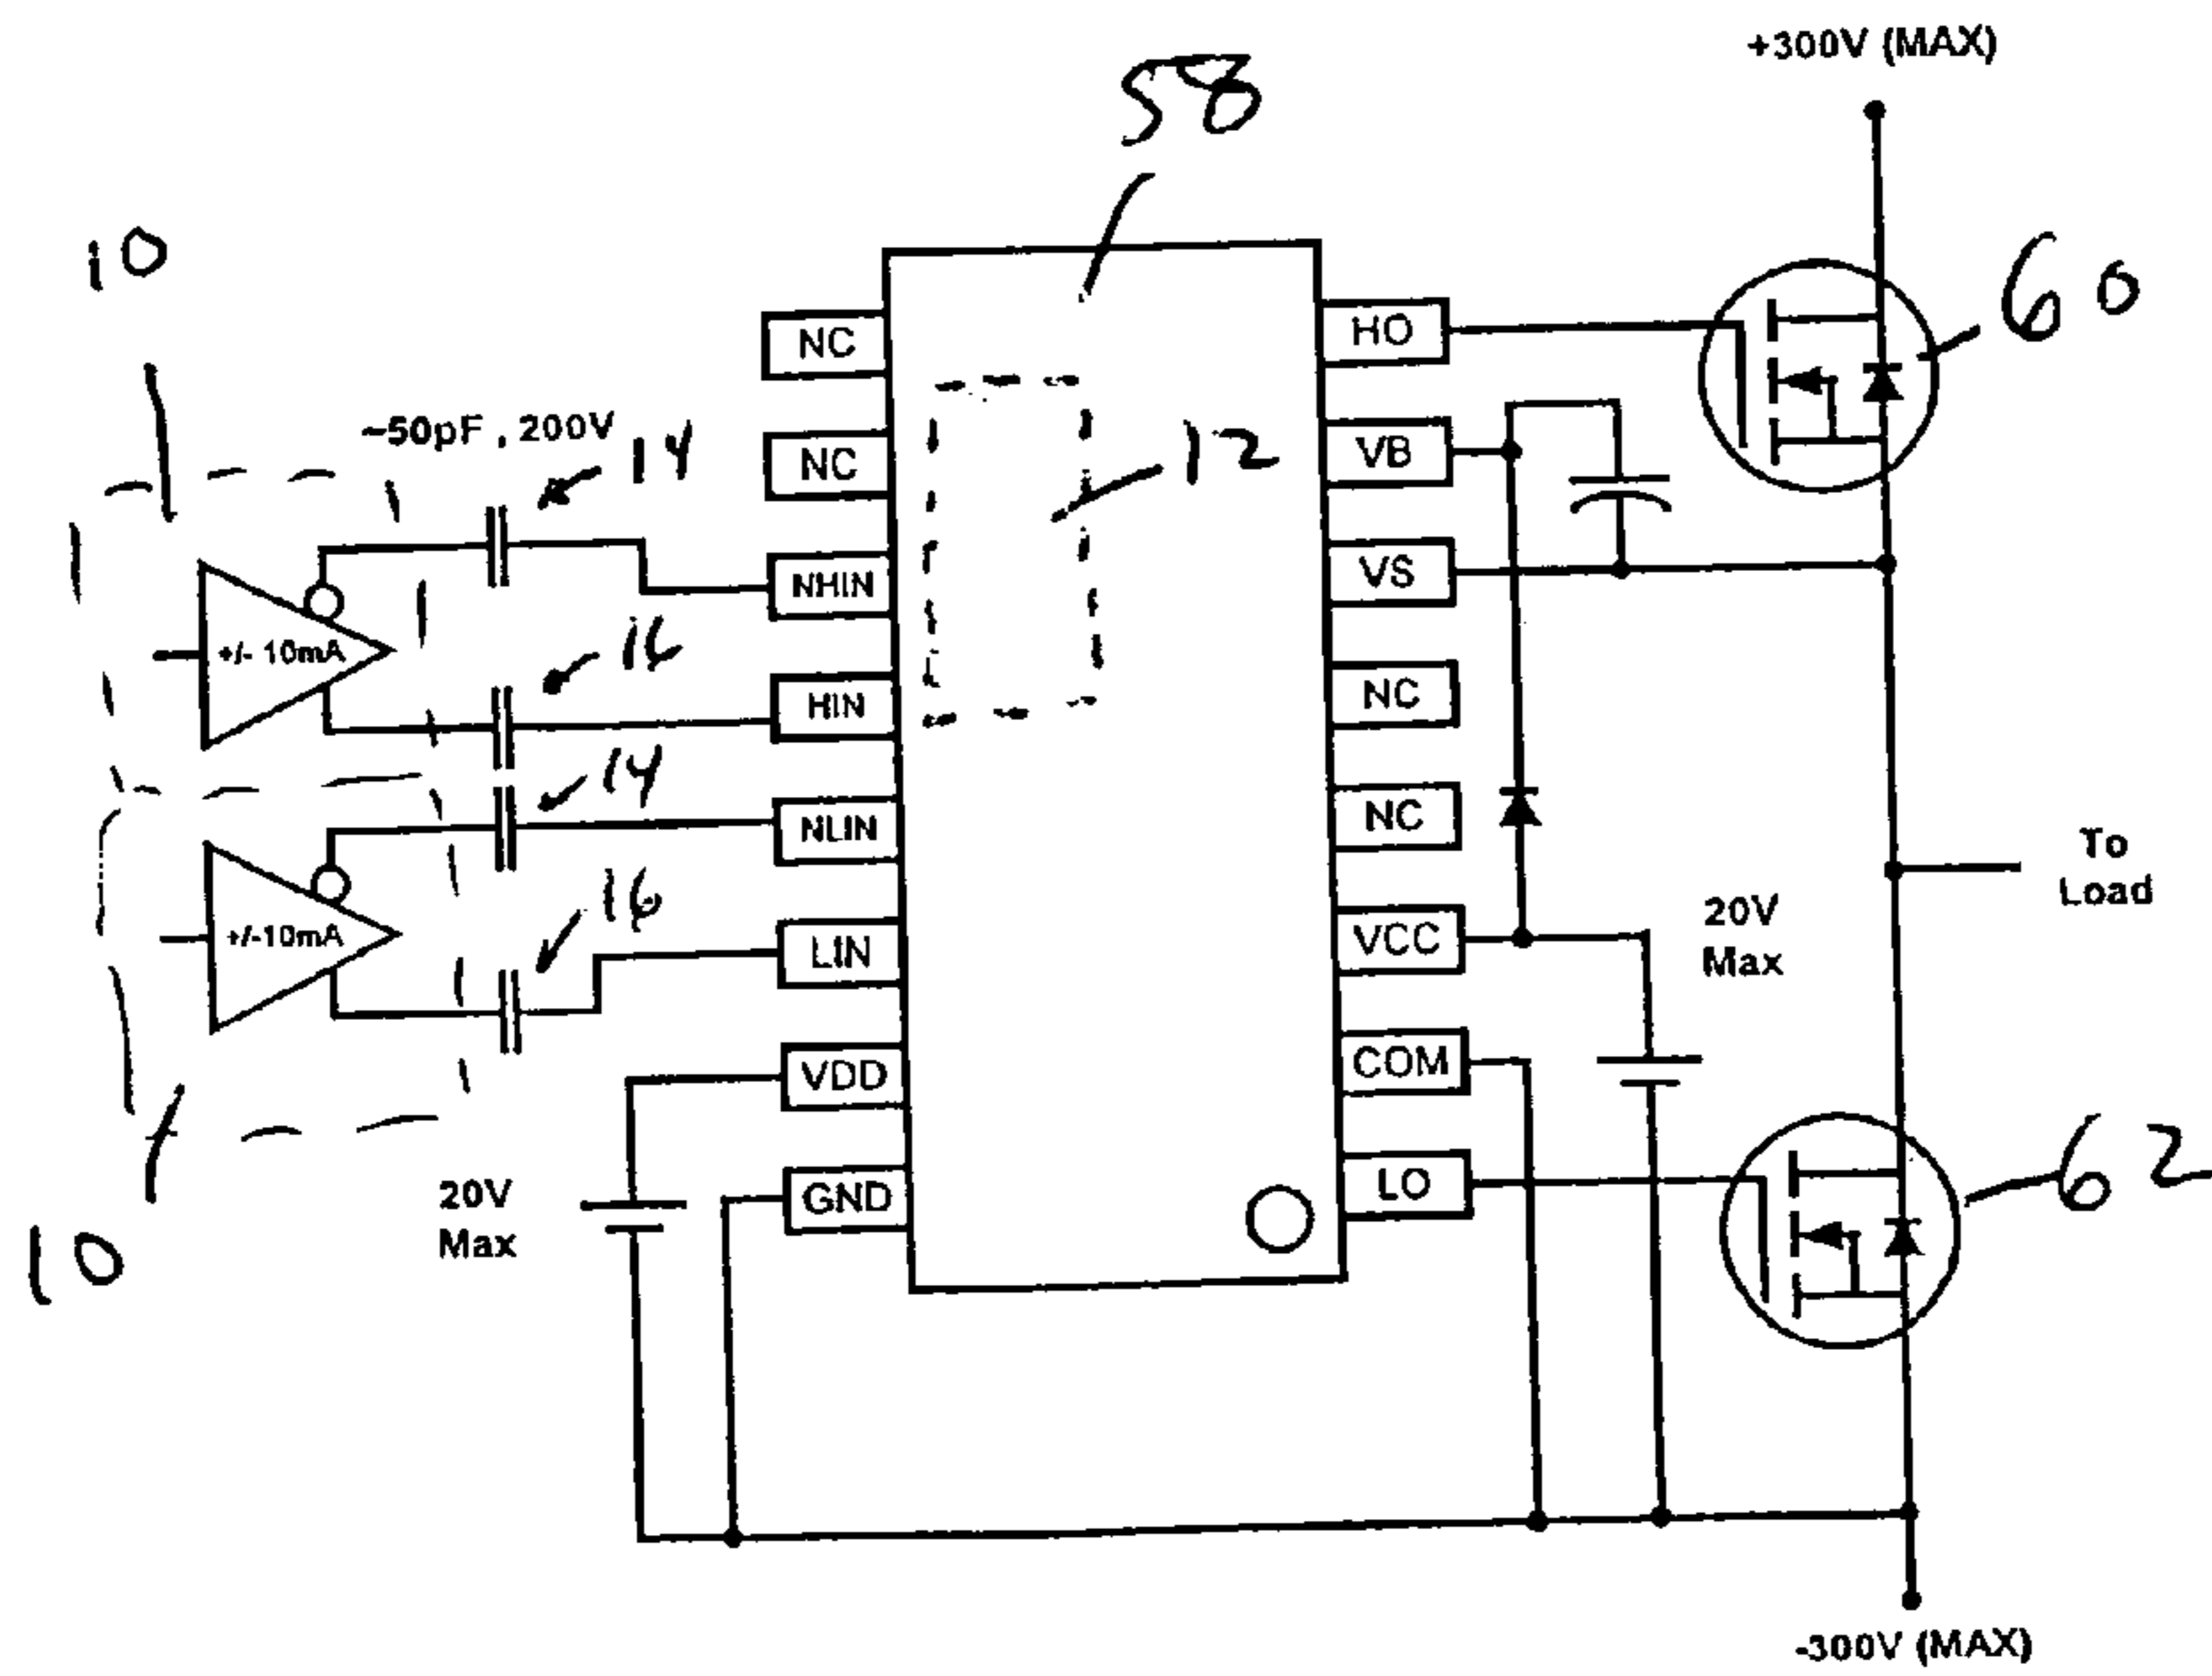 +300V (MAX)
58
10
60
NC
HO
~50pF, 200V
14
NC
VB
12
NHIN
VS
+/- 10mA
16
HIN
NC
14
NLIN
NC
To
Load
16
+/-10mA
LIN
VCC
20V
Max
VDD
COM
20V
Max
GND
LO
62
10
-300V (MAX)